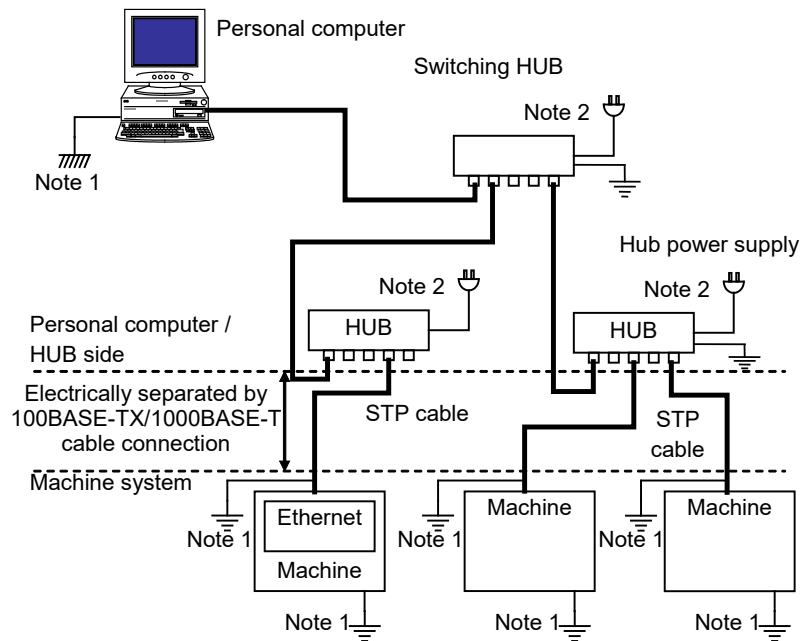 Personal computer
Switching HUB
Note 2
Note 1
Hub power supply
Note 2
Note 2
HUB
HUB
Personal computer /
HUB side
Electrically separated by
100BASE-TX/1000BASE-T
cable connection
STP cable
STP
cable
Machine system
Ethernet
Machine
Machine
Machine
Note 1
Note 1
Note 1
Note 1
Note 1
Note 1